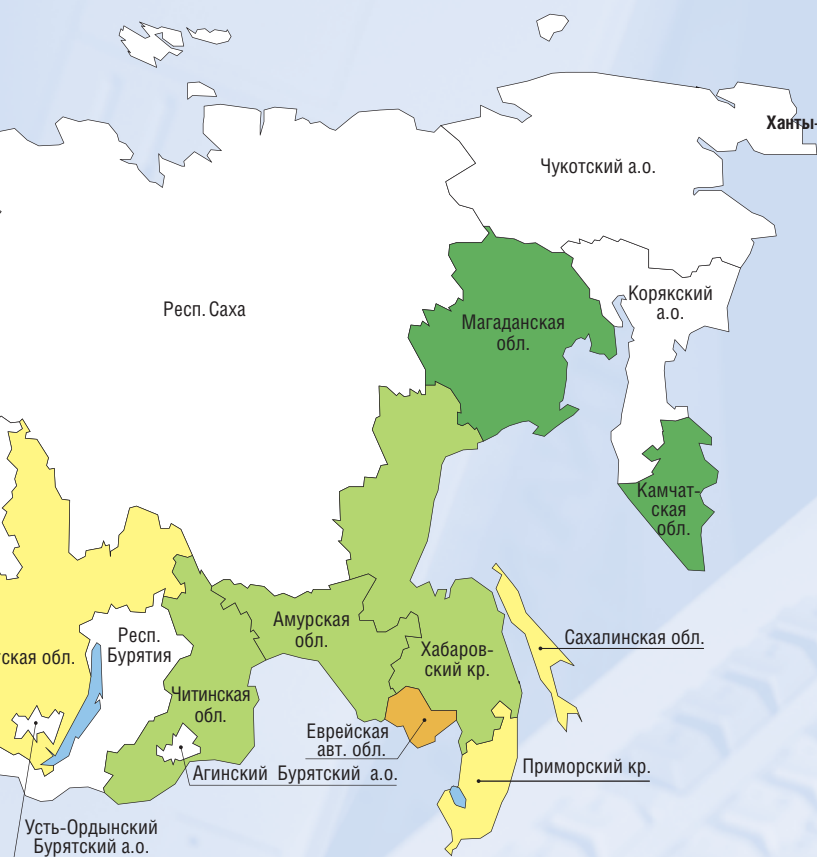 Ханты-
Чукотский а.о.
Корякский
а.о.
Респ. Саха
Магаданская
обл.
Камчат-
ская
обл.
Амурская
обл.
Респ.
Бурятия
Сахалинская обл.
Хабаров-
ский кр.
ская обл.
Читинская
обл.
Еврейская
авт. обл.
Приморский кр.
Агинский Бурятский а.о.
Усть-Ордынский
Бурятский а.о.